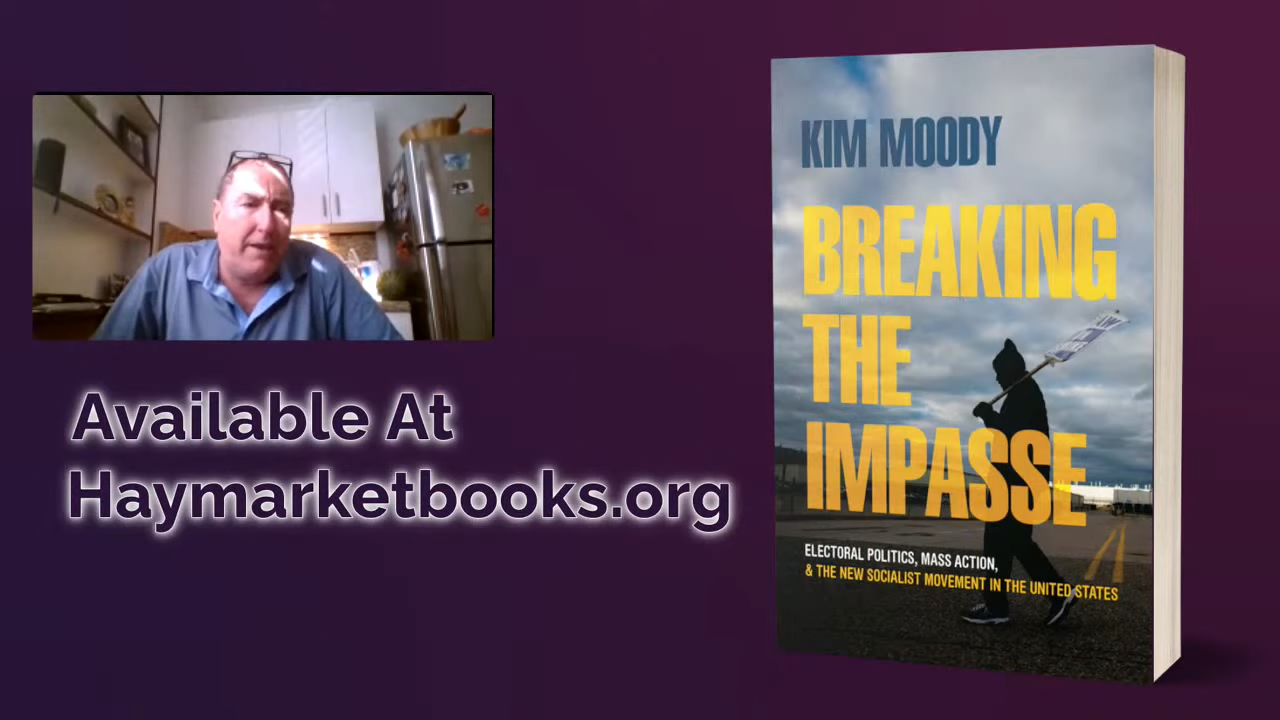 Available At
Haymarketbooks.org
KIM MOODY
BREAKING
THE
IMPASSE
ELECTORAL POLITICS, MASS ACTION,
& THE NEW SOCIALIST MOVEMENT IN THE UNITED STATES